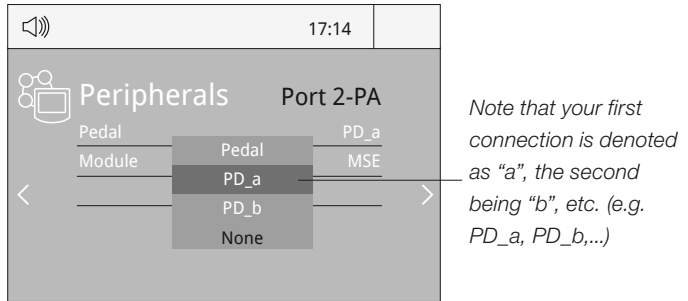 17:14
Peripherals Port 2-PA
Pedal PD_a
Module MSE
Pedal
PD_a
PD_b
None
Note that your first
connection is denoted
as “a”, the second
being “b”, etc. (e.g.
PD_a, PD_b,...)